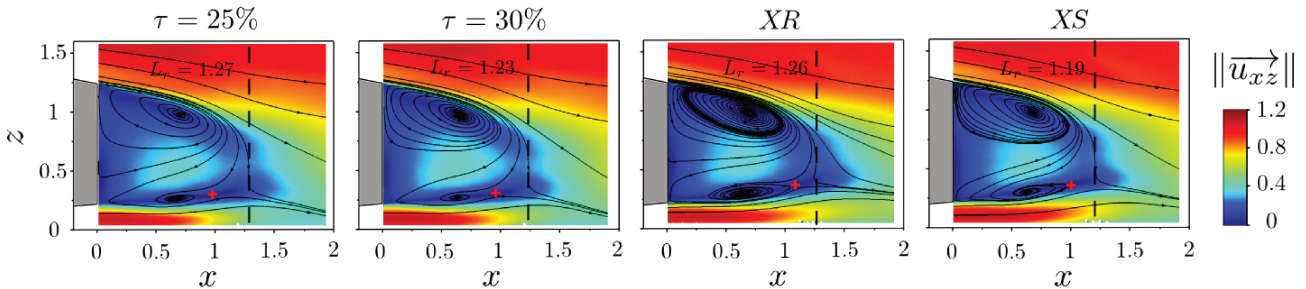 τ = 25% τ = 30% XR XS
L_r = 1.27 L_r = 1.23 L_r = 1.26 L_r = 1.19
||u_xz||
1.5
1
0.5
0
z
0 0.5 1 1.5 2 0 0.5 1 1.5 2 0 0.5 1 1.5 2 0 0.5 1 1.5 2
x x x x
1.2
0.8
0.4
0